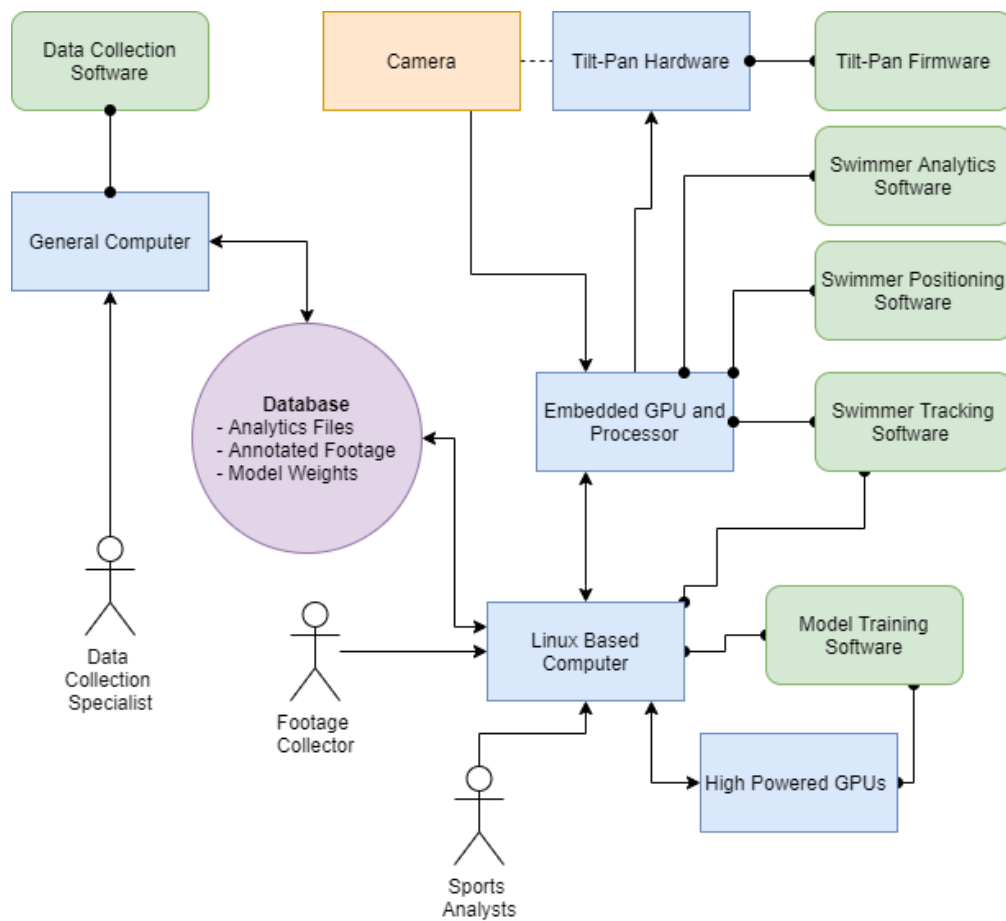 Data Collection
Software
Camera
Tilt-Pan Hardware
Tilt-Pan Firmware
Swimmer Analytics
Software
General Computer
Swimmer Positioning
Software
Database
- Analytics Files
- Annotated Footage
- Model Weights
Embedded GPU and
Processor
Swimmer Tracking
Software
Data
Collection
Specialist
Footage
Collector
Linux Based
Computer
Model Training
Software
High Powered GPUs
Sports
Analysts